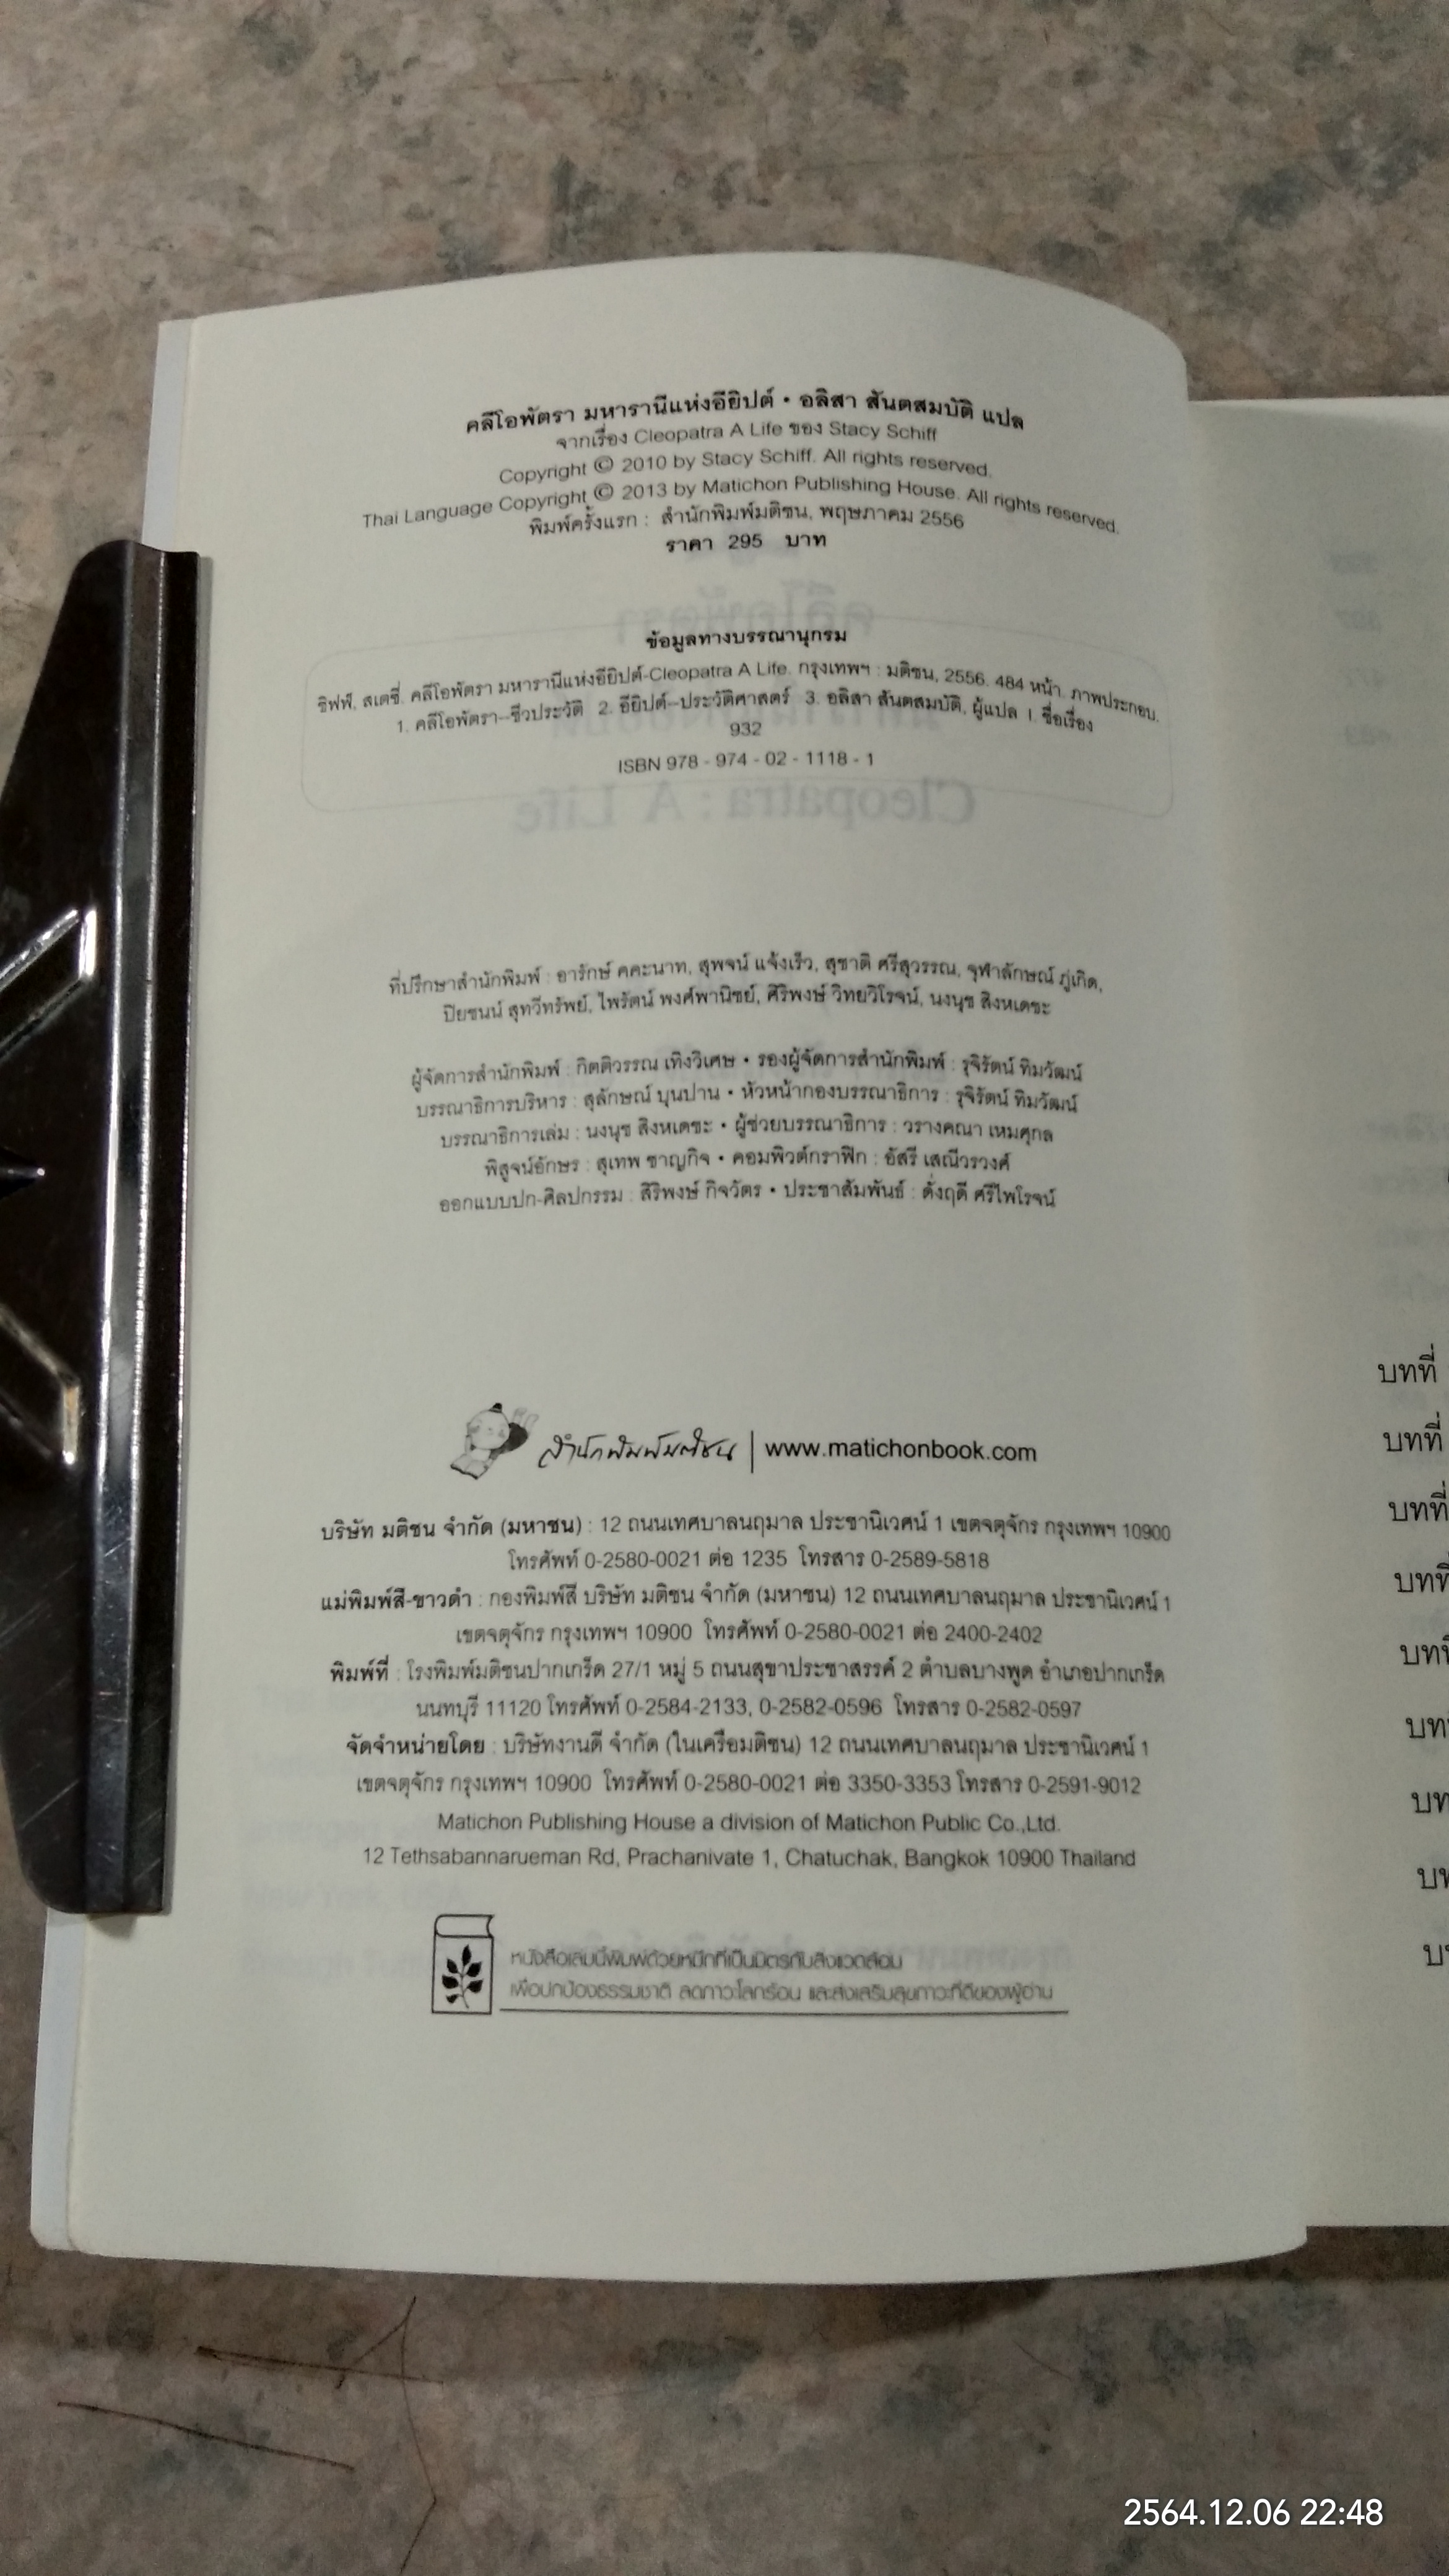 คลีโอพัตรา มหารานีแห่งอียิปต์ • อลิสา สันตสมบัติ แปล
จากเรื่อง Cleopatra A Life ของ Stacy Schiff
Copyright © 2010 by Stacy Schiff. All rights reserved.
Thai Language Copyright © 2013 by Matichon Publishing House. All rights reserved.
พิมพ์ครั้งแรก : สำนักพิมพ์มติชน, พฤษภาคม 2556
ราคา 295 บาท
ข้อมูลทางบรรณานุกรม
ชิฟฟ์, สเตซี่. คลีโอพัตรา มหารานีแห่งอียิปต์-Cleopatra A Life. กรุงเทพฯ : มติชน, 2556. 484 หน้า. ภาพประกอบ.
1. คลีโอพัตรา--ชีวประวัติ 2. อียิปต์--ประวัติศาสตร์ 3. อลิสา สันตสมบัติ, ผู้แปล I. ชื่อเรื่อง
932
ISBN 978 - 974 - 02 - 1118 - 1
ที่ปรึกษาสำนักพิมพ์ : อารักษ์ คคะนาท, สุพจน์ แจ้งเร็ว, สุชาติ ศรีสุวรรณ, จุฬาลักษณ์ ภู่เกิด,
ปิยชนน์ สุทวีทรัพย์, ไพรัตน์ พงศ์พานิชย์, ศิริพงษ์ วิทยวิโรจน์, นงนุช สิงหเดชะ
ผู้จัดการสำนักพิมพ์ : กิตติวรรณ เทิงวิเศษ • รองผู้จัดการสำนักพิมพ์ : รุจิรัตน์ ทิมวัฒน์
บรรณาธิการบริหาร : สุลักษณ์ บุนปาน • หัวหน้ากองบรรณาธิการ : รุจิรัตน์ ทิมวัฒน์
บรรณาธิการเล่ม : นงนุช สิงหเดชะ • ผู้ช่วยบรรณาธิการ : วรางคณา เหมศุกล
พิสูจน์อักษร : สุเทพ ชาญกิจ • คอมพิวต์กราฟิก : อัสรี เสณีวรวงศ์
ออกแบบปก-ศิลปกรรม : สิริพงษ์ กิจวัตร • ประชาสัมพันธ์ : ดั่งฤดี ศรีไพโรจน์
สำนักพิมพ์มติชน | www.matichonbook.com
บริษัท มติชน จำกัด (มหาชน) : 12 ถนนเทศบาลนฤมาล ประชานิเวศน์ 1 เขตจตุจักร กรุงเทพฯ 10900
โทรศัพท์ 0-2580-0021 ต่อ 1235 โทรสาร 0-2589-5818
แม่พิมพ์สี-ขาวดำ : กองพิมพ์สี บริษัท มติชน จำกัด (มหาชน) 12 ถนนเทศบาลนฤมาล ประชานิเวศน์ 1
เขตจตุจักร กรุงเทพฯ 10900 โทรศัพท์ 0-2580-0021 ต่อ 2400-2402
พิมพ์ที่ : โรงพิมพ์มติชนปากเกร็ด 27/1 หมู่ 5 ถนนสุขาประชาสรรค์ 2 ตำบลบางพูด อำเภอปากเกร็ด
นนทบุรี 11120 โทรศัพท์ 0-2584-2133, 0-2582-0596 โทรสาร 0-2582-0597
จัดจำหน่ายโดย : บริษัทงานดี จำกัด (ในเครือมติชน) 12 ถนนเทศบาลนฤมาล ประชานิเวศน์ 1
เขตจตุจักร กรุงเทพฯ 10900 โทรศัพท์ 0-2580-0021 ต่อ 3350-3353 โทรสาร 0-2591-9012
Matichon Publishing House a division of Matichon Public Co.,Ltd.
12 Tethsabannarueman Rd, Prachanivate 1, Chatuchak, Bangkok 10900 Thailand
หนังสือเล่มนี้พิมพ์ด้วยหมึกที่เป็นมิตรกับสิ่งแวดล้อม
เพื่อปกป้องธรรมชาติ ลดภาวะโลกร้อน และส่งเสริมสุขภาวะที่ดีของผู้อ่าน
บทที่
บทที่
บทที่
บทที่
บทที่
2564.12.06 22:48